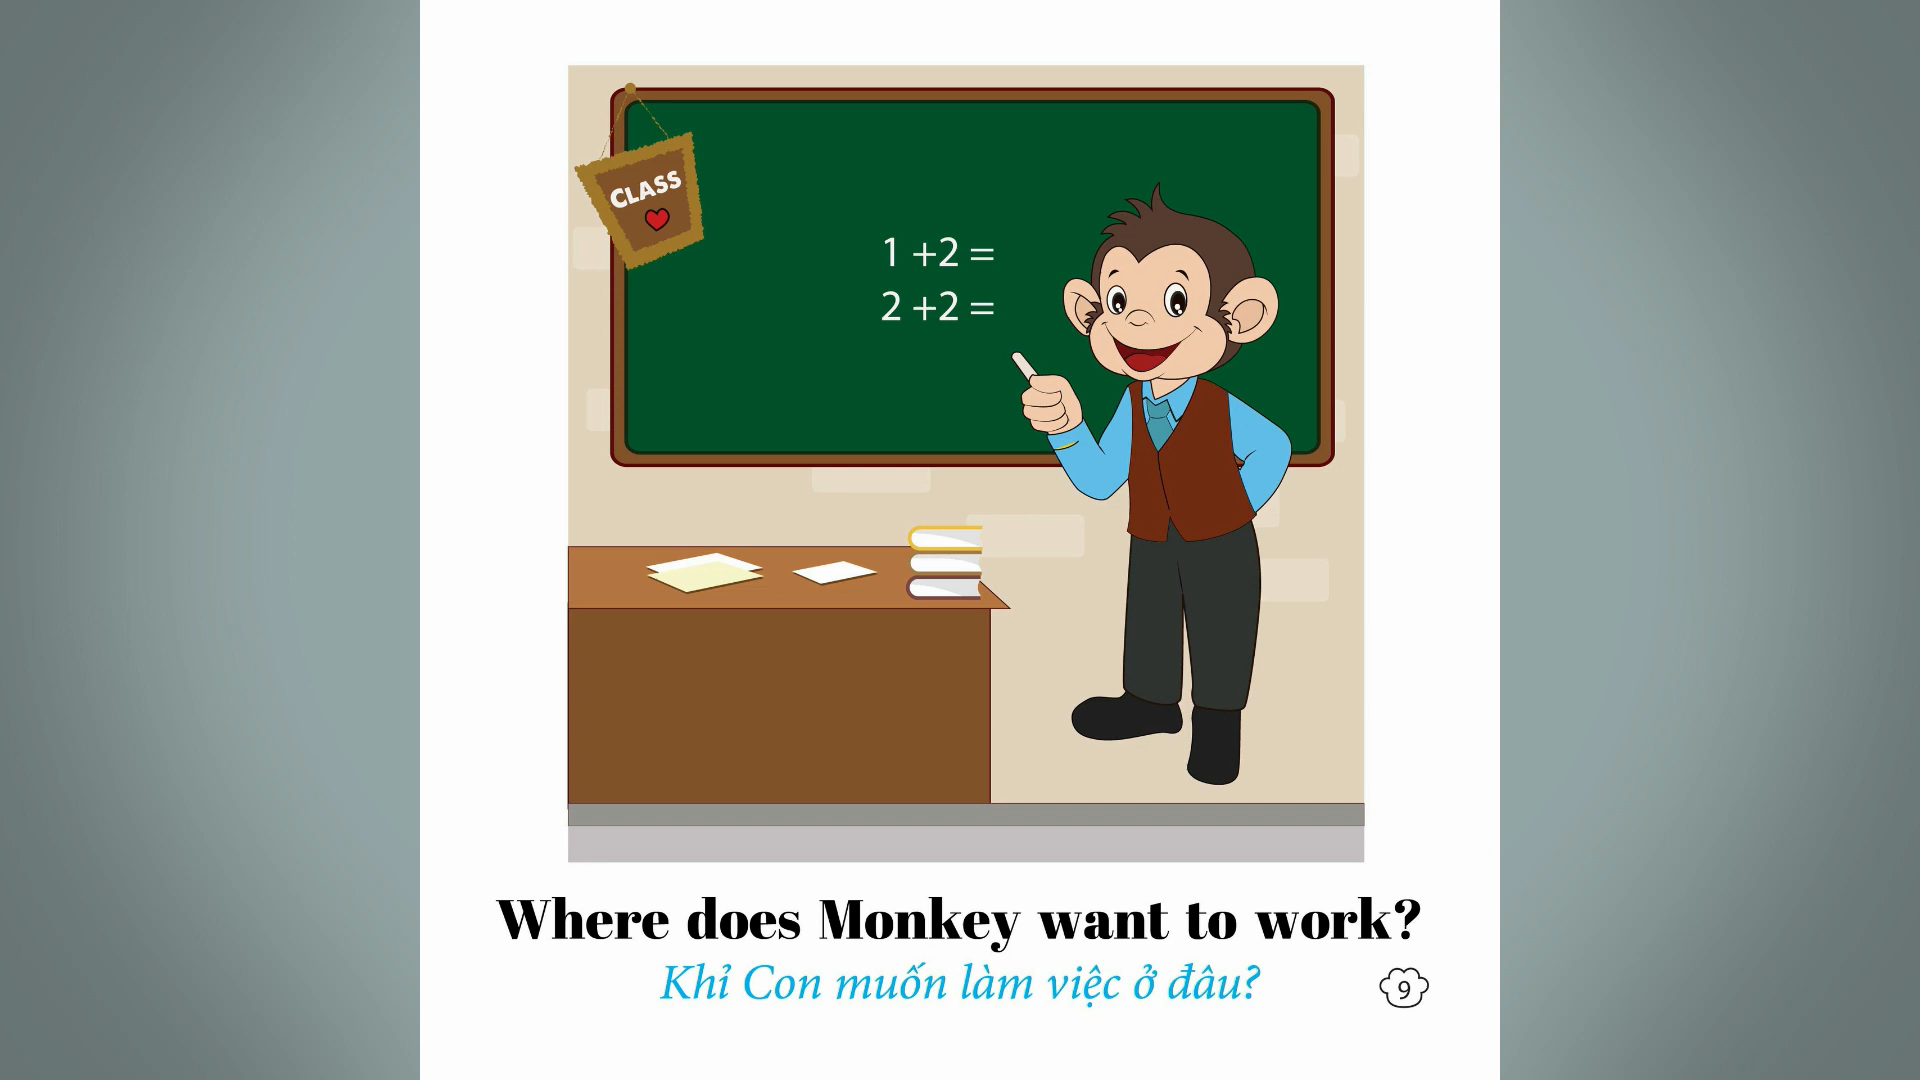 CLASS
1 +2 =
2 +2 =
Where does Monkey want to work?
Khỉ Con muốn làm việc ở đâu?
9